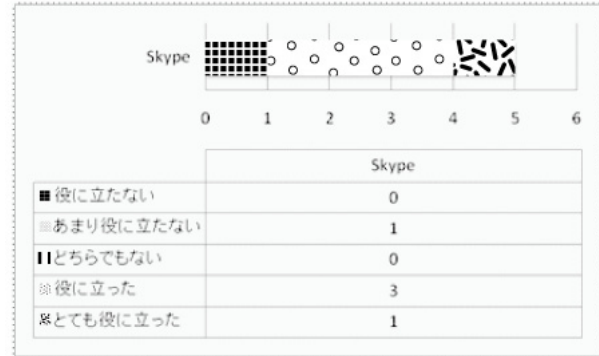 Skype
0 1 2 3 4 5 6
Skype
役に立たない 0
あまり役に立たない 1
どちらでもない 0
役に立った 3
とても役に立った 1